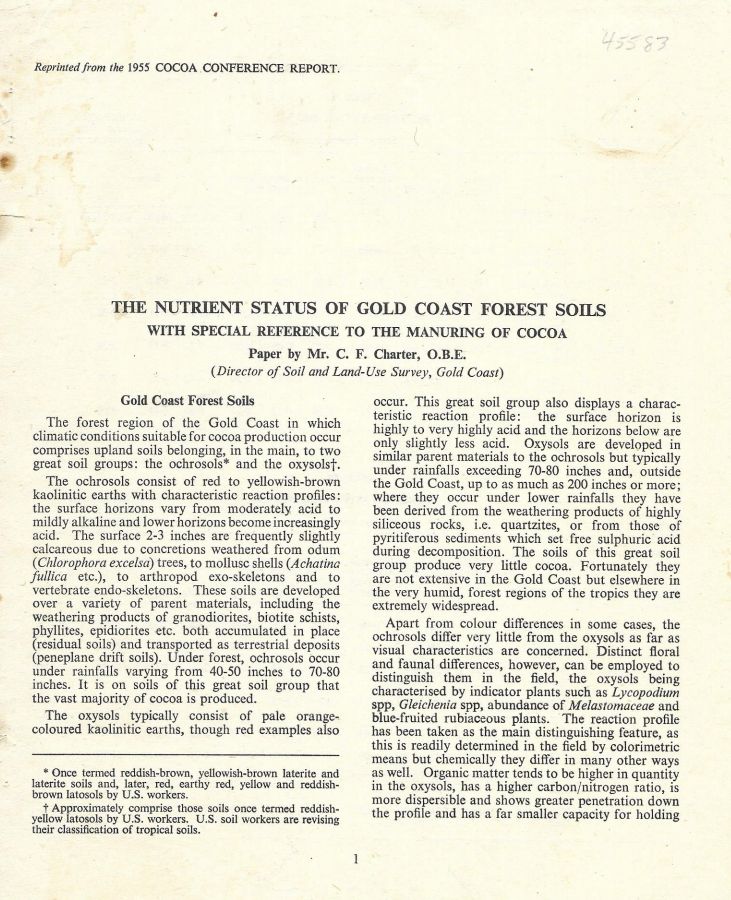 45583
Reprinted from the 1955 COCOA CONFERENCE REPORT.
THE NUTRIENT STATUS OF GOLD COAST FOREST SOILS
WITH SPECIAL REFERENCE TO THE MANURING OF COCOA
Paper by Mr. C. F. Charter, O.B.E.
(Director of Soil and Land-Use Survey, Gold Coast)
Gold Coast Forest Soils
The forest region of the Gold Coast in which
climatic conditions suitable for cocoa production occur
comprises upland soils belonging, in the main, to two
great soil groups: the ochrosols* and the oxysols†.
The ochrosols consist of red to yellowish-brown
kaolinitic earths with characteristic reaction profiles:
the surface horizons vary from moderately acid to
mildly alkaline and lower horizons become increasingly
acid. The surface 2-3 inches are frequently slightly
calcareous due to concretions weathered from odum
(Chlorophora excelsa) trees, to mollusc shells (Achatina
fullica etc.), to arthropod exo-skeletons and to
vertebrate endo-skeletons. These soils are developed
over a variety of parent materials, including the
weathering products of granodiorites, biotite schists,
phyllites, epidiorites etc. both accumulated in place
(residual soils) and transported as terrestrial deposits
(peneplane drift soils). Under forest, ochrosols occur
under rainfalls varying from 40-50 inches to 70-80
inches. It is on soils of this great soil group that
the vast majority of cocoa is produced.
The oxysols typically consist of pale orange-
coloured kaolinitic earths, though red examples also
* Once termed reddish-brown, yellowish-brown laterite and
laterite soils and, later, red, earthy red, yellow and reddish-
brown latosols by U.S. workers.
† Approximately comprise those soils once termed reddish-
yellow latosols by U.S. workers. U.S. soil workers are revising
their classification of tropical soils.
occur. This great soil group also displays a charac-
teristic reaction profile: the surface horizon is
highly to very highly acid and the horizons below are
only slightly less acid. Oxysols are developed in
similar parent materials to the ochrosols but typically
under rainfalls exceeding 70-80 inches and, outside
the Gold Coast, up to as much as 200 inches or more;
where they occur under lower rainfalls they have
been derived from the weathering products of highly
siliceous rocks, i.e. quartzites, or from those of
pyritiferous sediments which set free sulphuric acid
during decomposition. The soils of this great soil
group produce very little cocoa. Fortunately they
are not extensive in the Gold Coast but elsewhere in
the very humid, forest regions of the tropics they are
extremely widespread.
Apart from colour differences in some cases, the
ochrosols differ very little from the oxysols as far as
visual characteristics are concerned. Distinct floral
and faunal differences, however, can be employed to
distinguish them in the field, the oxysols being
characterised by indicator plants such as Lycopodium
spp, Gleichenia spp, abundance of Melastomaceae and
blue-fruited rubiaceous plants. The reaction profile
has been taken as the main distinguishing feature, as
this is readily determined in the field by colorimetric
means but chemically they differ in many other ways
as well. Organic matter tends to be higher in quantity
in the oxysols, has a higher carbon/nitrogen ratio, is
more dispersible and shows greater penetration down
the profile and has a far smaller capacity for holding
1